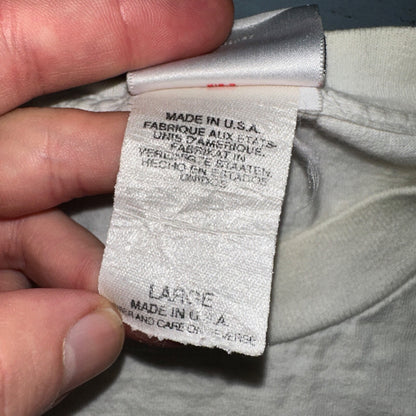 MADE IN U.S.A.
FABRIQUE AUX ETATS-
UNIS D'AMERIQUE.
FABRIKAT IN
VEREINIGTE STAATEN.
HECHO EN ESTADOS
UNIDOS
LARGE
MADE IN U.S.A.
AND CARE ON REVERSE